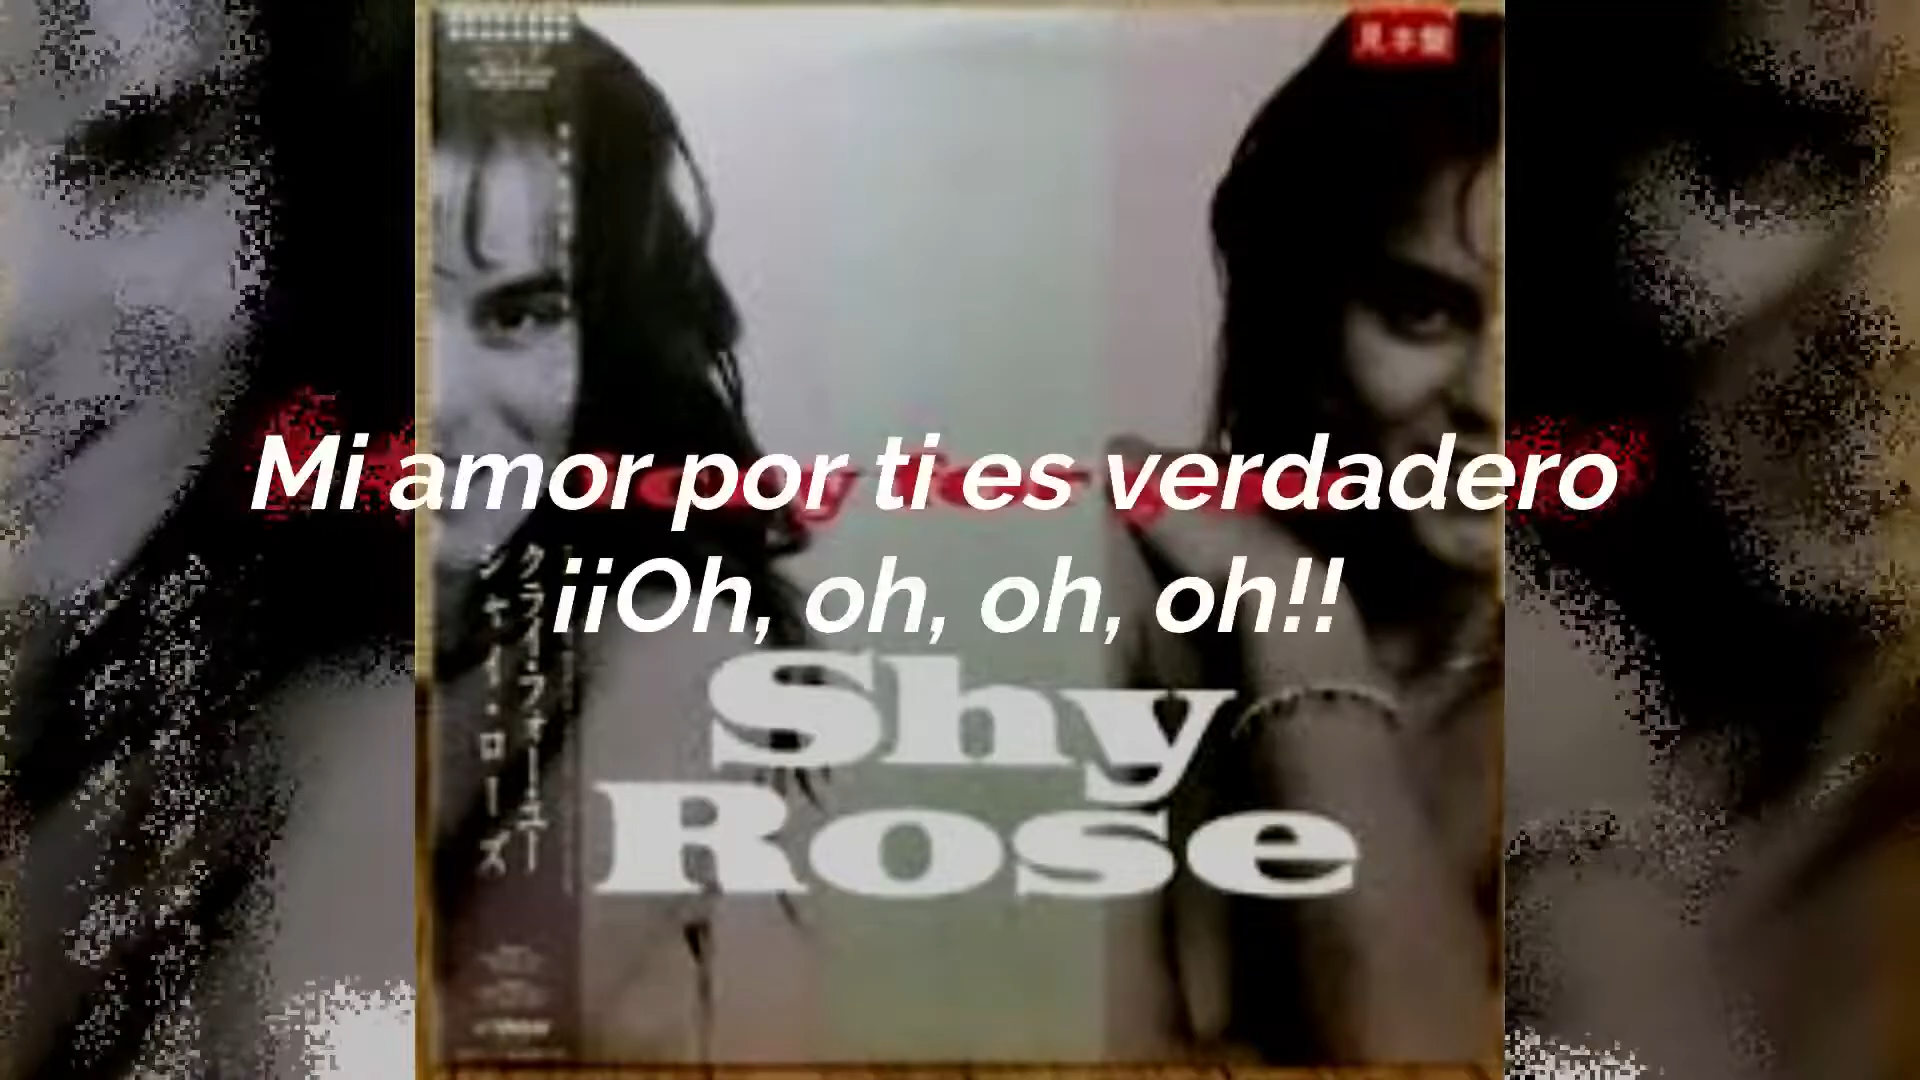 見本盤
Mi amor por ti es verdadero
¡¡Oh, oh, oh, oh!!
クライ・フォー・ユー
シャイ・ローズ
Shy
Rose